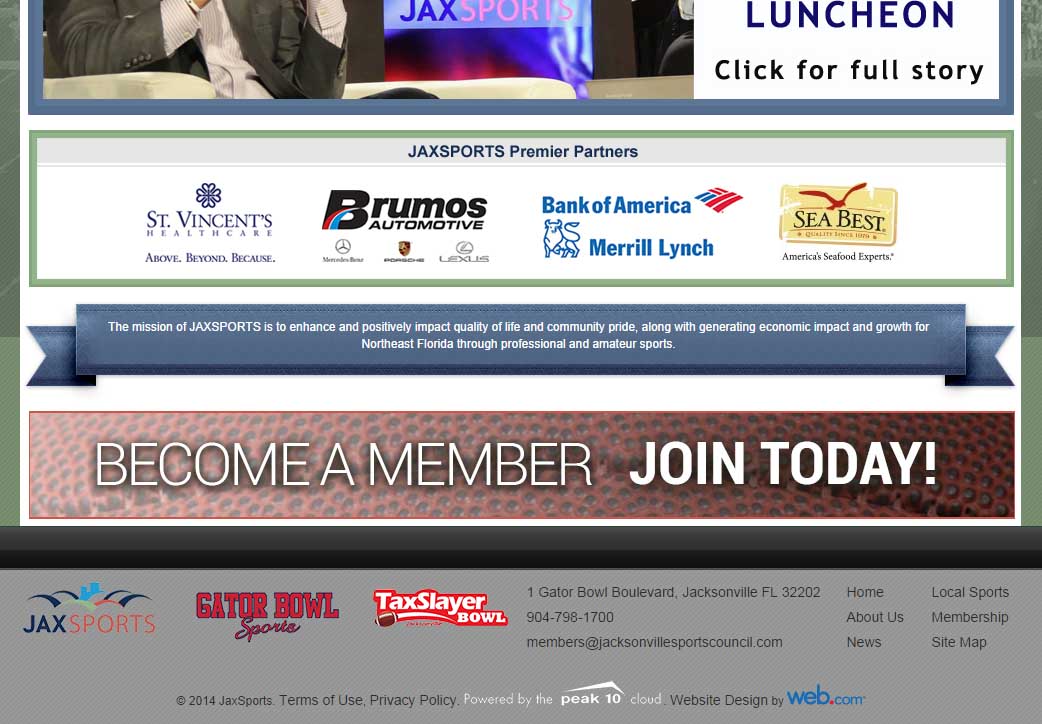 JAXSPORTS
LUNCHEON
Click for full story
JAXSPORTS Premier Partners
ST. VINCENT'S
HEALTHCARE
ABOVE. BEYOND. BECAUSE.
Brumos
AUTOMOTIVE
Mercedes-Benz PORSCHE LEXUS
Bank of America
Merrill Lynch
SEA BEST®
QUALITY SINCE 1979
America's Seafood Experts.®
The mission of JAXSPORTS is to enhance and positively impact quality of life and community pride, along with generating economic impact and growth for
Northeast Florida through professional and amateur sports.
BECOME A MEMBER JOIN TODAY!
JAXSPORTS
GATOR BOWL
Sports
TaxSlayer
BOWL
1 Gator Bowl Boulevard, Jacksonville FL 32202
904-798-1700
members@jacksonvillesportscouncil.com
Home
About Us
News
Local Sports
Membership
Site Map
© 2014 JaxSports. Terms of Use, Privacy Policy. Powered by the peak 10 cloud. Website Design by web.com